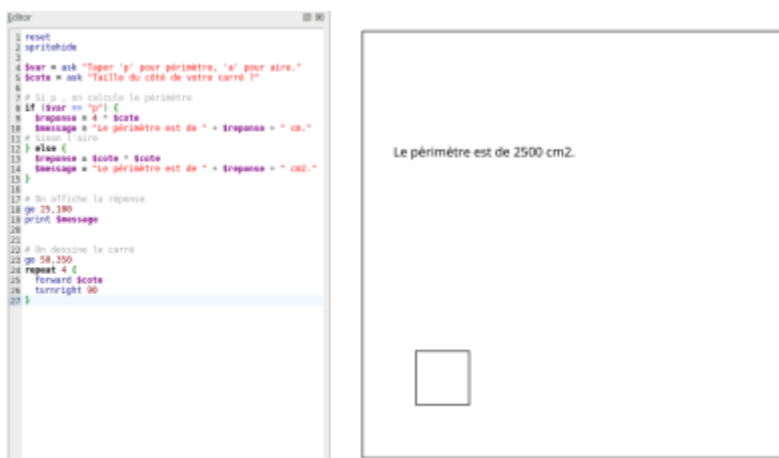 Editor
1 reset
2 spritehide
3
4 $var = ask "Taper 'p' pour périmètre, 'a' pour aire."
5 $cote = ask "Taille du côté de votre carré ?"
6
7 # Si p , on calcule le périmètre
8 if ($var == "p") {
9 $reponse = 4 * $cote
10 $message = "Le périmètre est de " + $reponse + " cm."
11 # Sinon l'aire
12 } else {
13 $reponse = $cote * $cote
14 $message = "Le périmètre est de " + $reponse + " cm2."
15 }
16
17 # On affiche la réponse
18 go 25,100
19 print $message
20
21
22 # On dessine le carré
23 go 50,350
24 repeat 4 {
25 forward $cote
26 turnright 90
27 }
Le périmètre est de 2500 cm2.